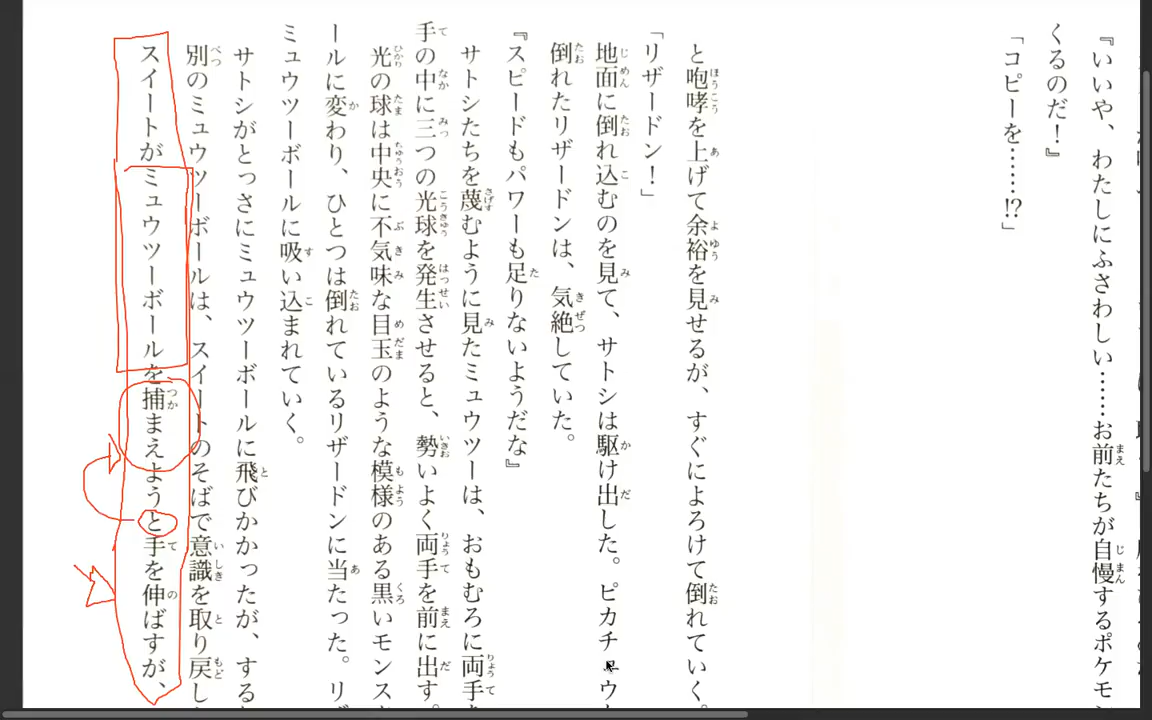 『いいや、わたしにふさわしい……お前たちが自慢するポケモン
くるのだ！』
「コピーを……!?」
と咆哮を上げて余裕を見せるが、すぐによろけて倒れていく。
「リザードン！」
地面に倒れ込むのを見て、サトシは駆け出した。ピカチュウ
倒れたリザードンは、気絶していた。
『スピードもパワーも足りないようだな』
サトシたちを蔑むように見たミュウツーは、おもむろに両手
手の中に三つの光球を発生させると、勢いよく両手を前に出す。
光の球は中央に不気味な目玉のような模様のある黒いモンス
ールに変わり、ひとつは倒れているリザードンに当たった。リ
ミュウツーボールに吸い込まれていく。
サトシがとっさにミュウツーボールに飛びかかったが、する
別のミュウツーボールは、スイートのそばで意識を取り戻し
スイートがミュウツーボールを捕まえようと手を伸ばすが、